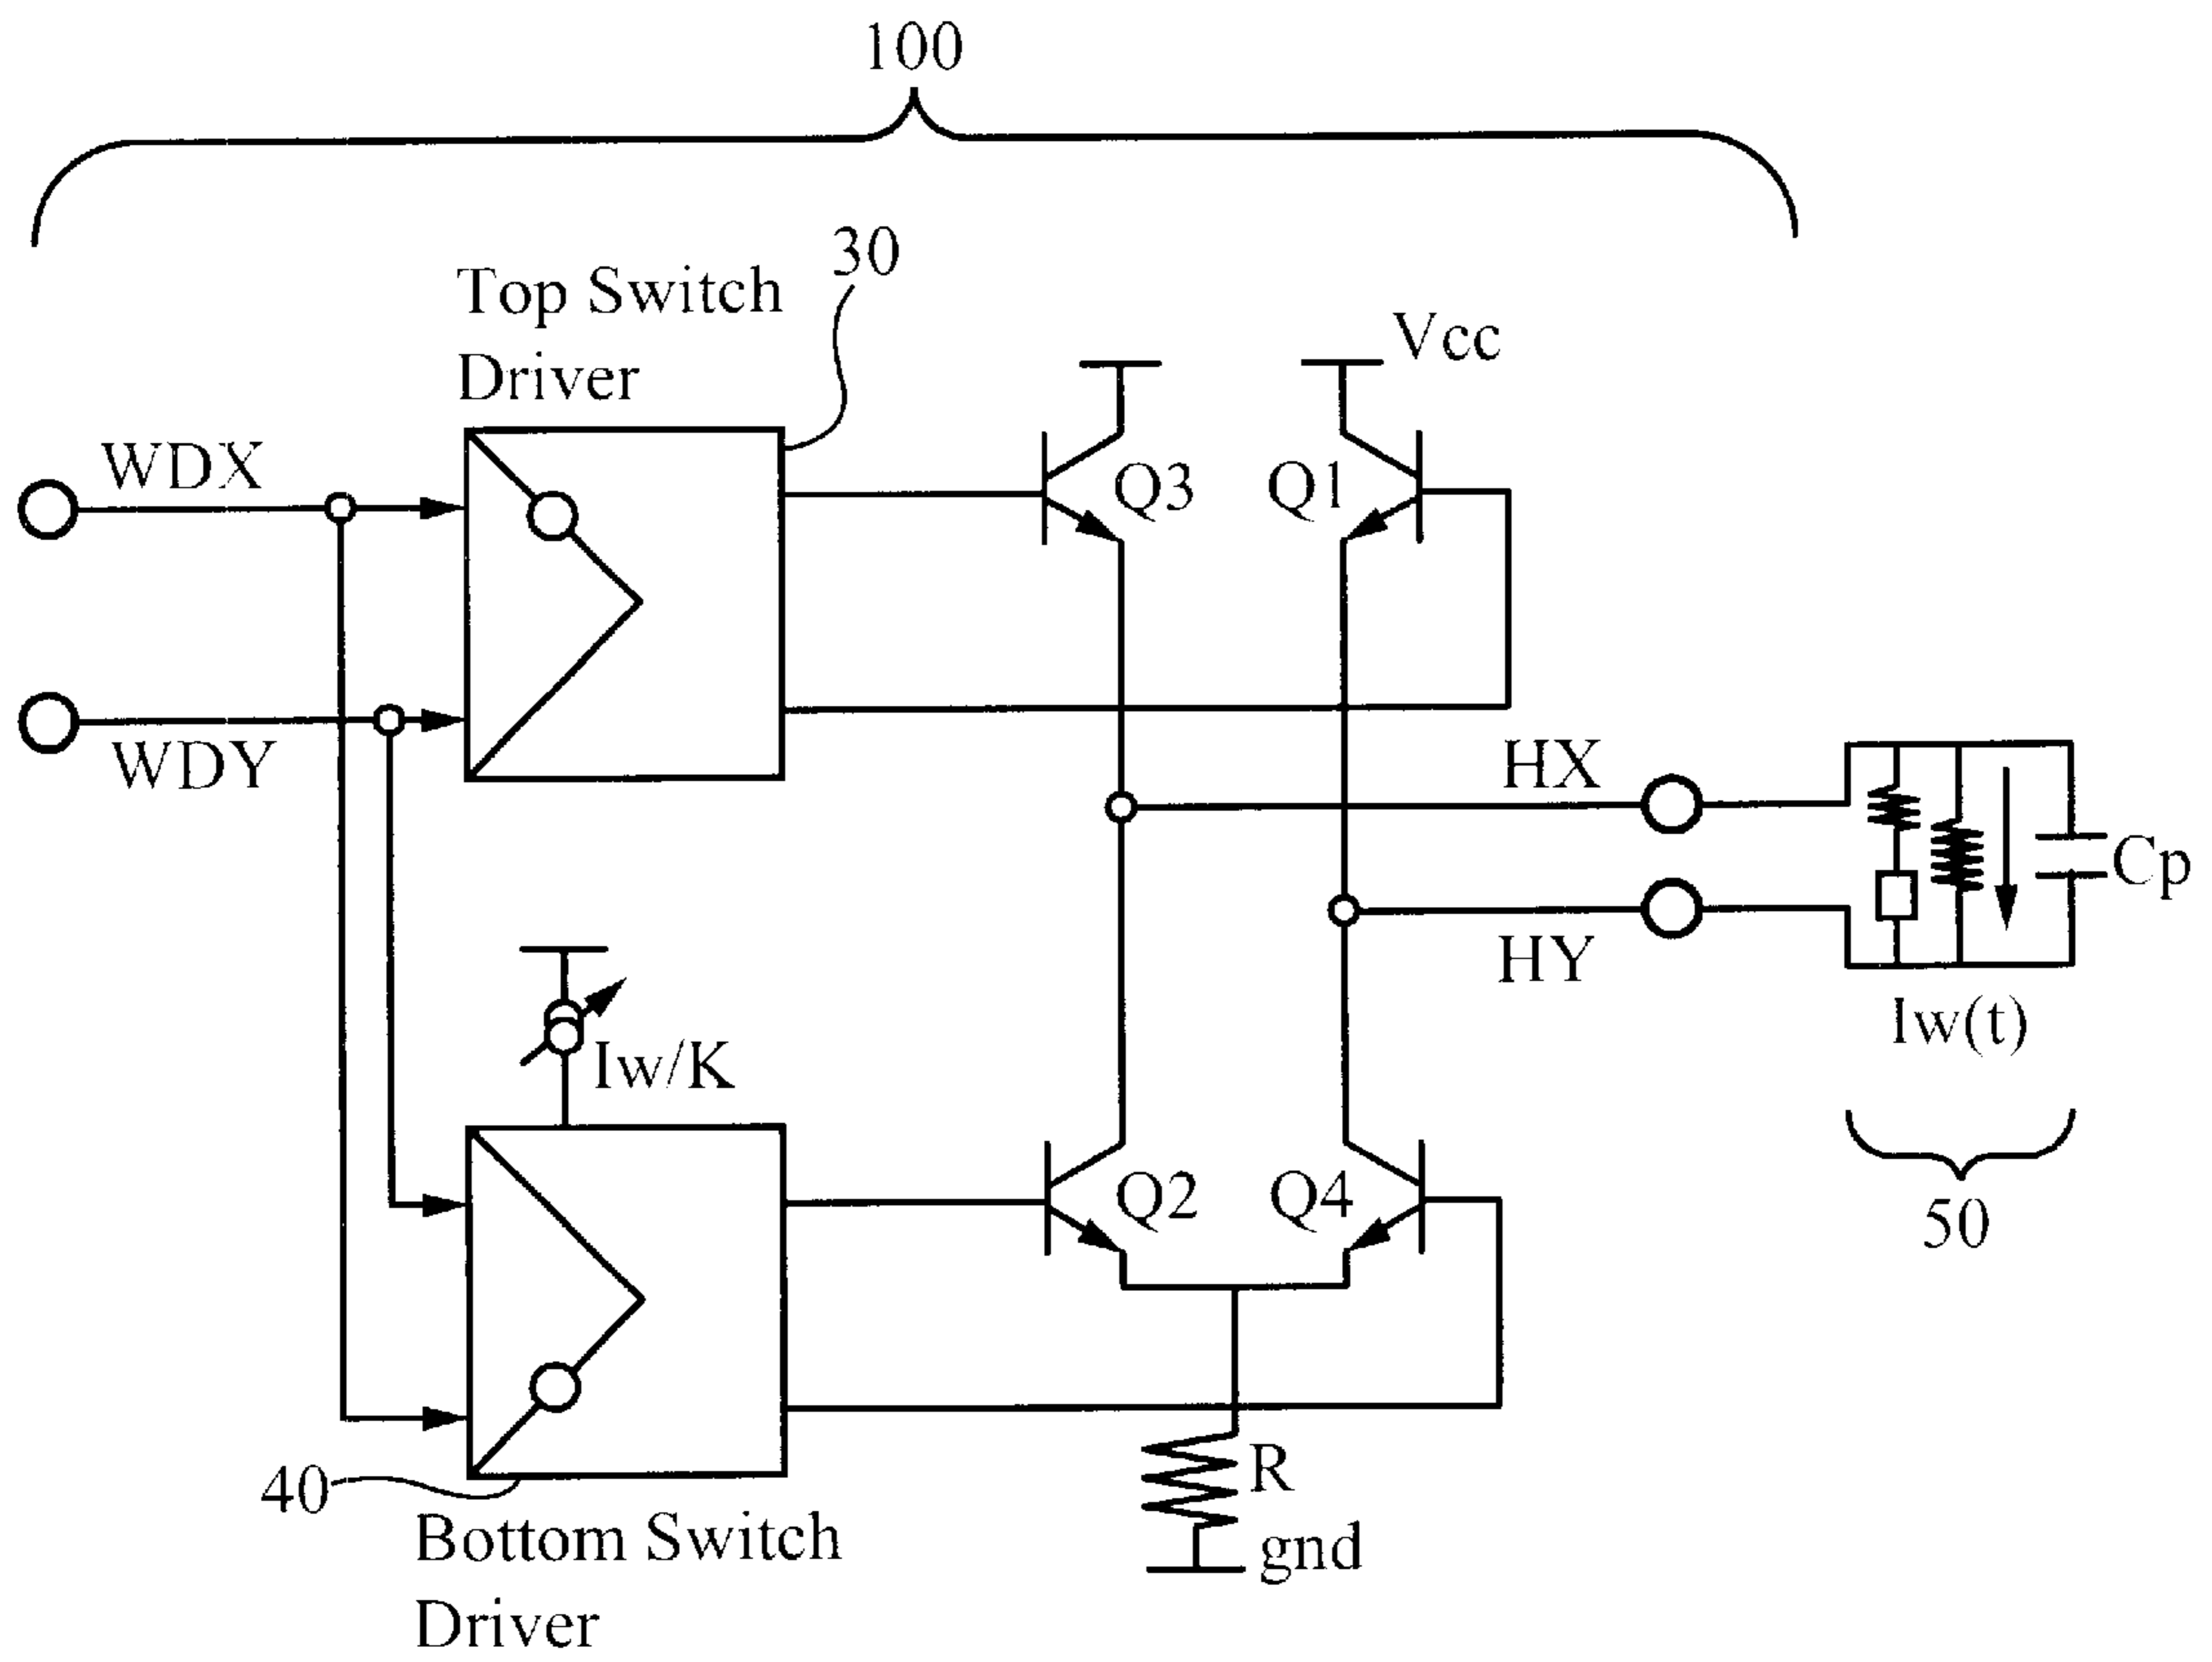 100
30
Top Switch
Driver
Vcc
WDX
Q3
Q1
WDY
HX
Cp
HY
Iw(t)
Iw/K
Q2
Q4
50
R
40
gnd
Bottom Switch
Driver